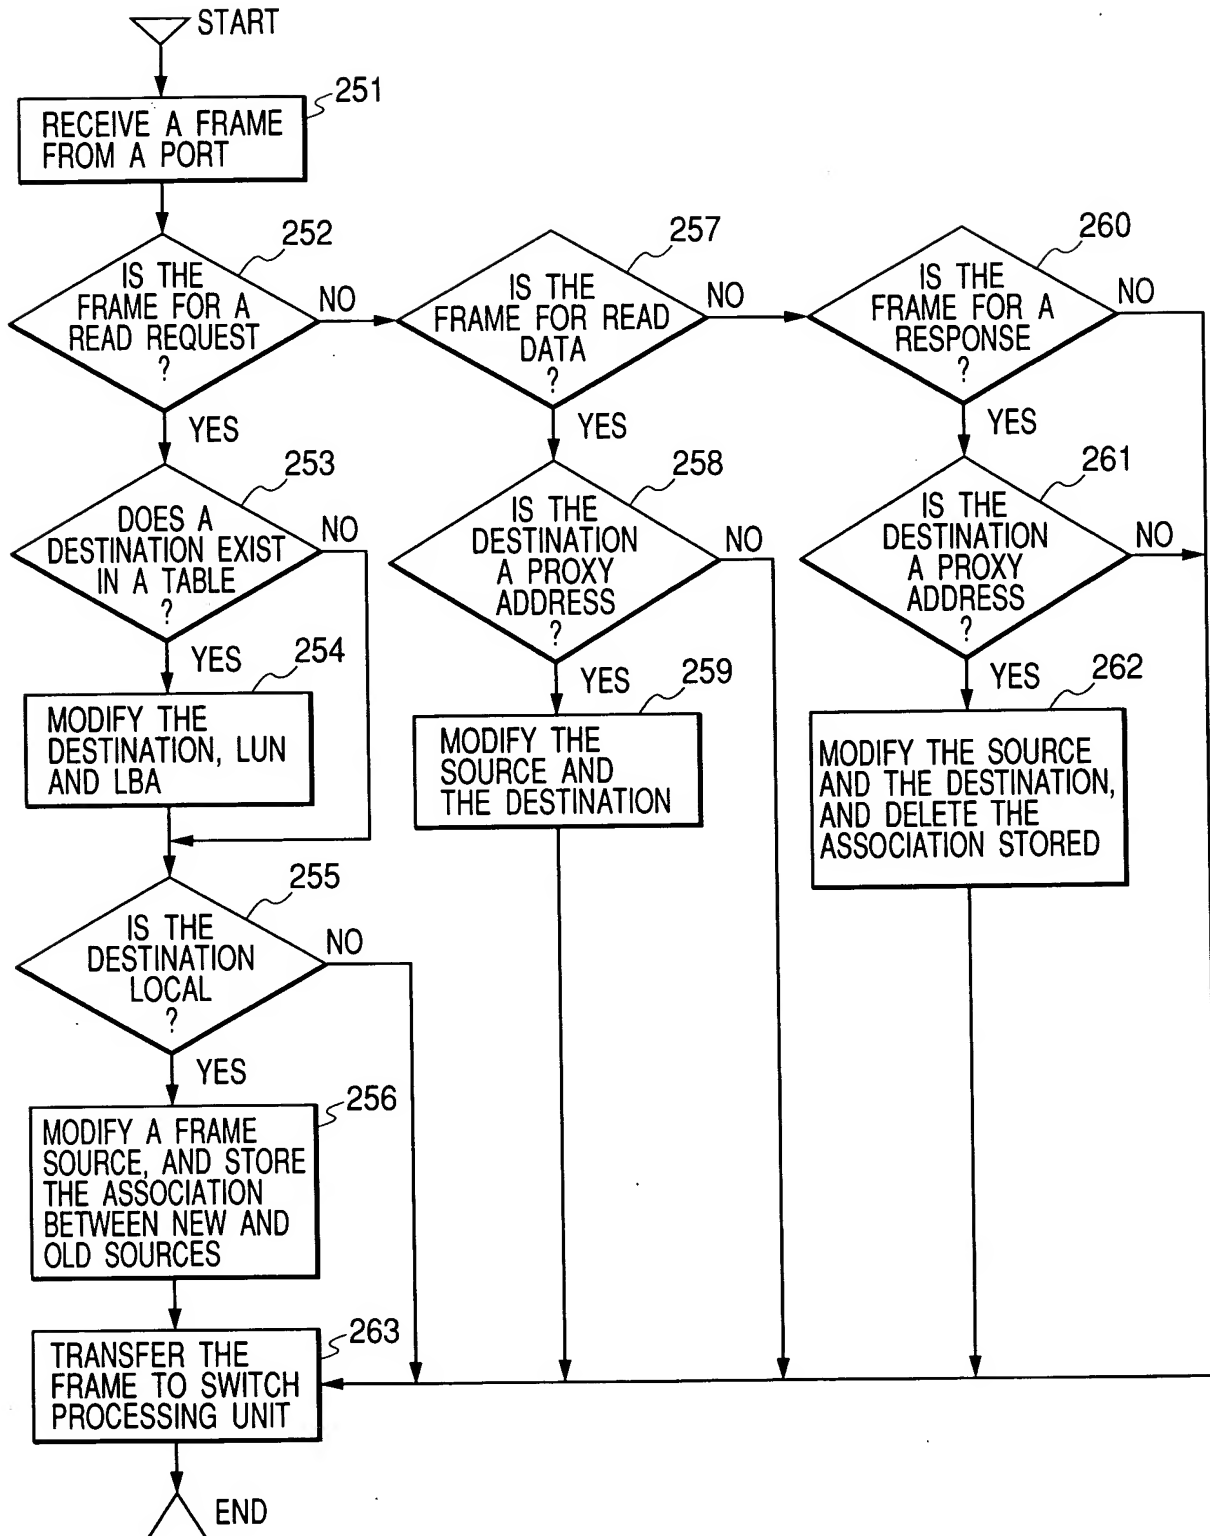 START
251
RECEIVE A FRAME
FROM A PORT
252
IS THE
FRAME FOR A
READ REQUEST
?
NO
YES
257
IS THE
FRAME FOR READ
DATA
?
NO
YES
260
IS THE
FRAME FOR A
RESPONSE
?
NO
YES
253
DOES A
DESTINATION EXIST
IN A TABLE
?
NO
YES
258
IS THE
DESTINATION
A PROXY
ADDRESS
?
NO
YES
261
IS THE
DESTINATION
A PROXY
ADDRESS
?
NO
YES
254
MODIFY THE
DESTINATION, LUN
AND LBA
259
MODIFY THE
SOURCE AND
THE DESTINATION
262
MODIFY THE SOURCE
AND THE DESTINATION,
AND DELETE THE
ASSOCIATION STORED
255
IS THE
DESTINATION
LOCAL
?
NO
YES
256
MODIFY A FRAME
SOURCE, AND STORE
THE ASSOCIATION
BETWEEN NEW AND
OLD SOURCES
263
TRANSFER THE
FRAME TO SWITCH
PROCESSING UNIT
END